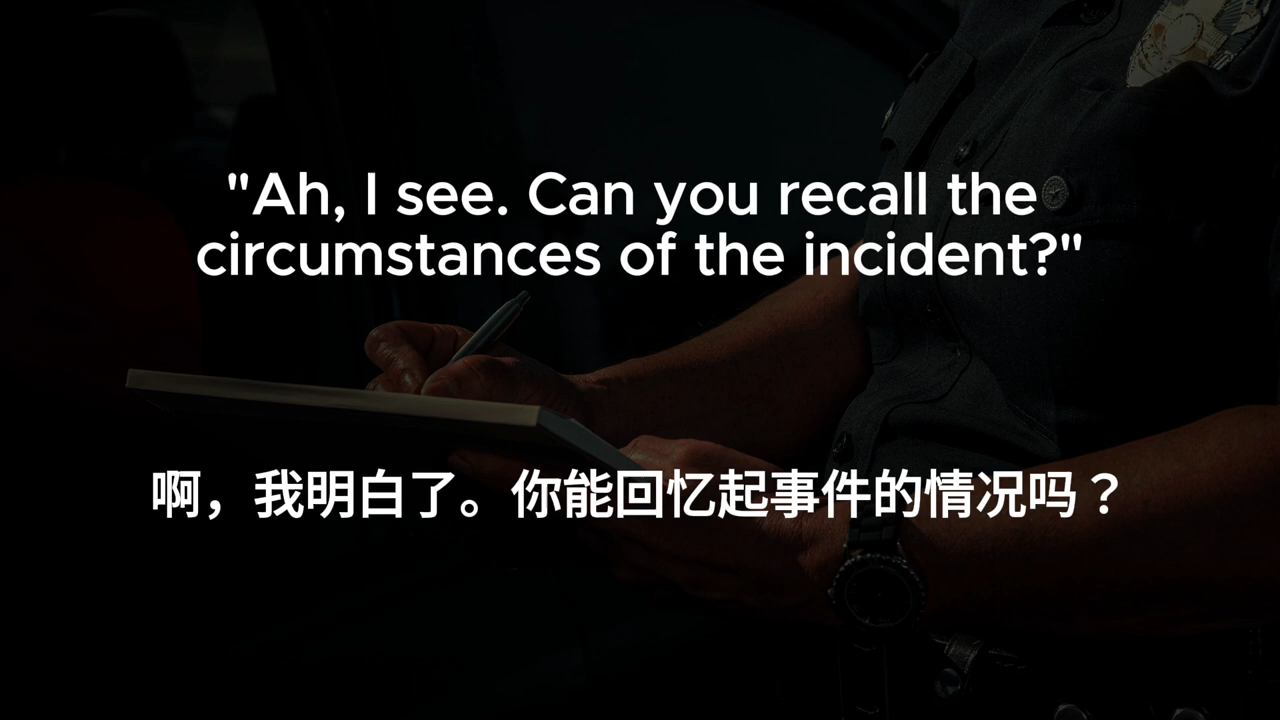 "Ah, I see. Can you recall the
circumstances of the incident?"
啊，我明白了。你能回忆起事件的情况吗？